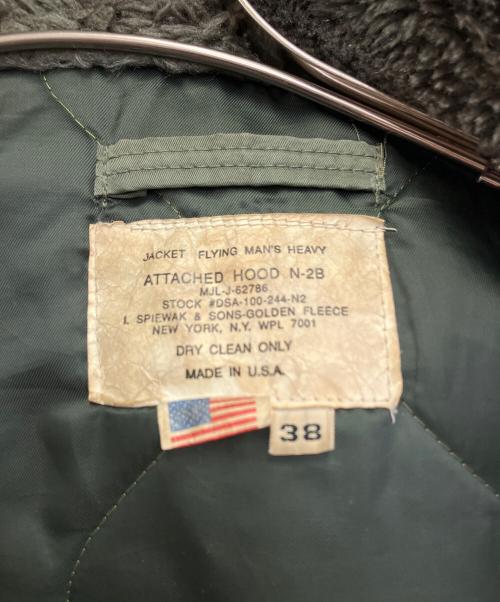 JACKET FLYING MAN'S HEAVY
ATTACHED HOOD N-2B
MJL-J-62786
STOCK #DSA-100-244-N2
I. SPIEWAK & SONS-GOLDEN FLEECE
NEW YORK, N.Y. WPL 7001
DRY CLEAN ONLY
MADE IN U.S.A.
38